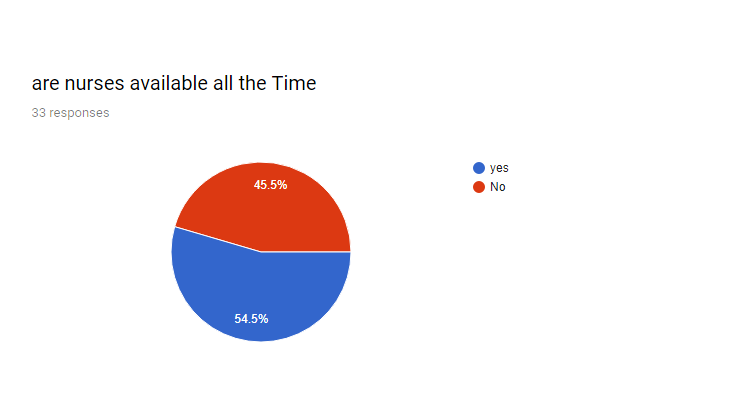 are nurses available all the Time
33 responses
yes
No
45.5%
54.5%